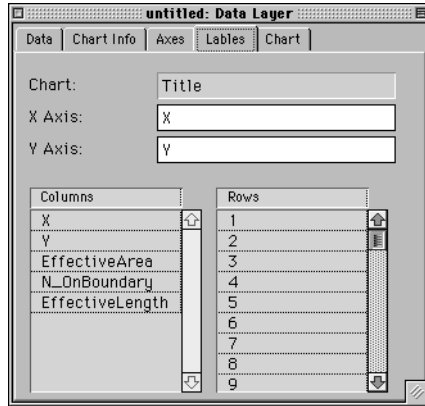 untitled: Data Layer
Data Chart Info Axes Lables Chart
Chart: Title
X Axis: X
Y Axis: Y
Columns Rows
X 1
Y 2
EffectiveArea 3
N_OnBoundary 4
EffectiveLength 5
6
7
8
9